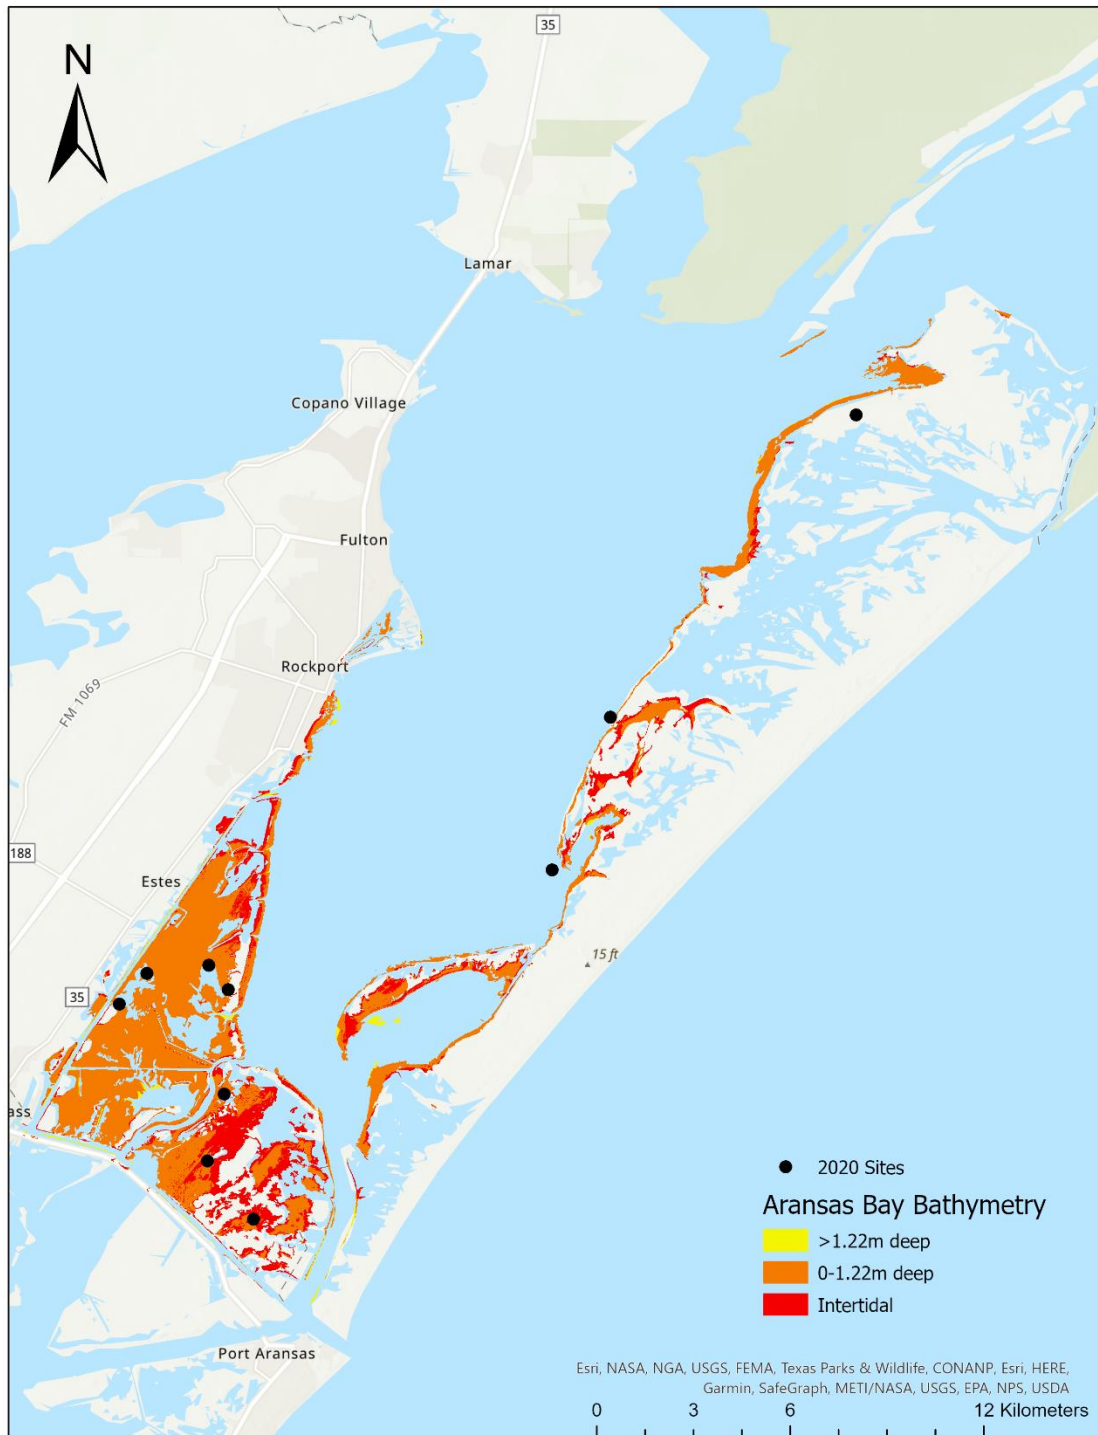 35
N
Lamar
Copano Village
Fulton
Rockport
FM 1069
188
Estes
15 ft
35
ass
2020 Sites
Aransas Bay Bathymetry
>1.22m deep
0-1.22m deep
Intertidal
Port Aransas
Esri, NASA, NGA, USGS, FEMA, Texas Parks & Wildlife, CONANP, Esri, HERE,
Garmin, SafeGraph, METI/NASA, USGS, EPA, NPS, USDA
0 3 6 12 Kilometers